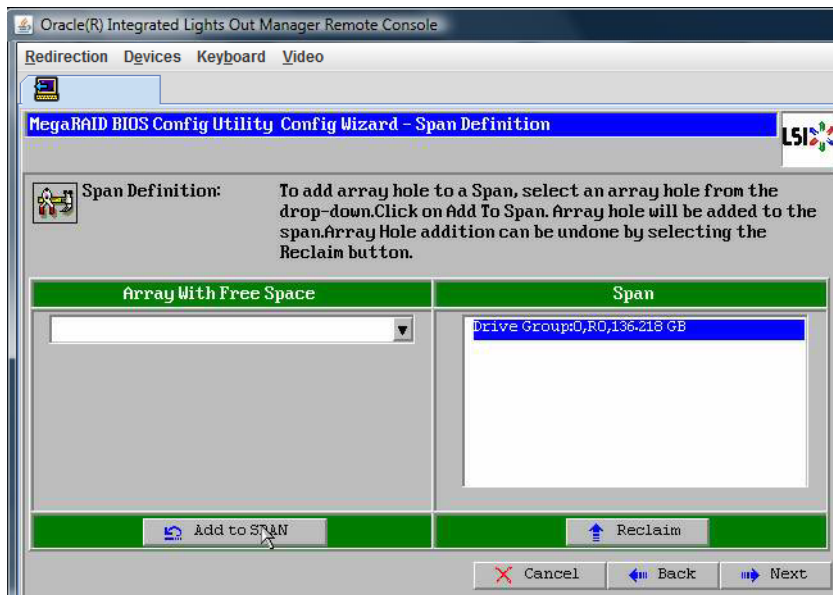 Oracle(R) Integrated Lights Out Manager Remote Console
Redirection Devices Keyboard Video
MegaRAID BIOS Config Utility Config Wizard - Span Definition
LSI
Span Definition:
To add array hole to a Span, select an array hole from the
drop-down.Click on Add To Span. Array hole will be added to the
span.Array Hole addition can be undone by selecting the
Reclaim button.
Array With Free Space
Span
Drive Group:0,R0,136.218 GB
Add to SPAN
Reclaim
Cancel
Back
Next